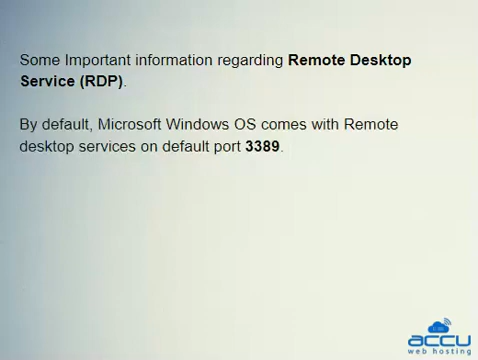 Some Important information regarding Remote Desktop
Service (RDP).
By default, Microsoft Windows OS comes with Remote
desktop services on default port 3389.
accu
web hosting